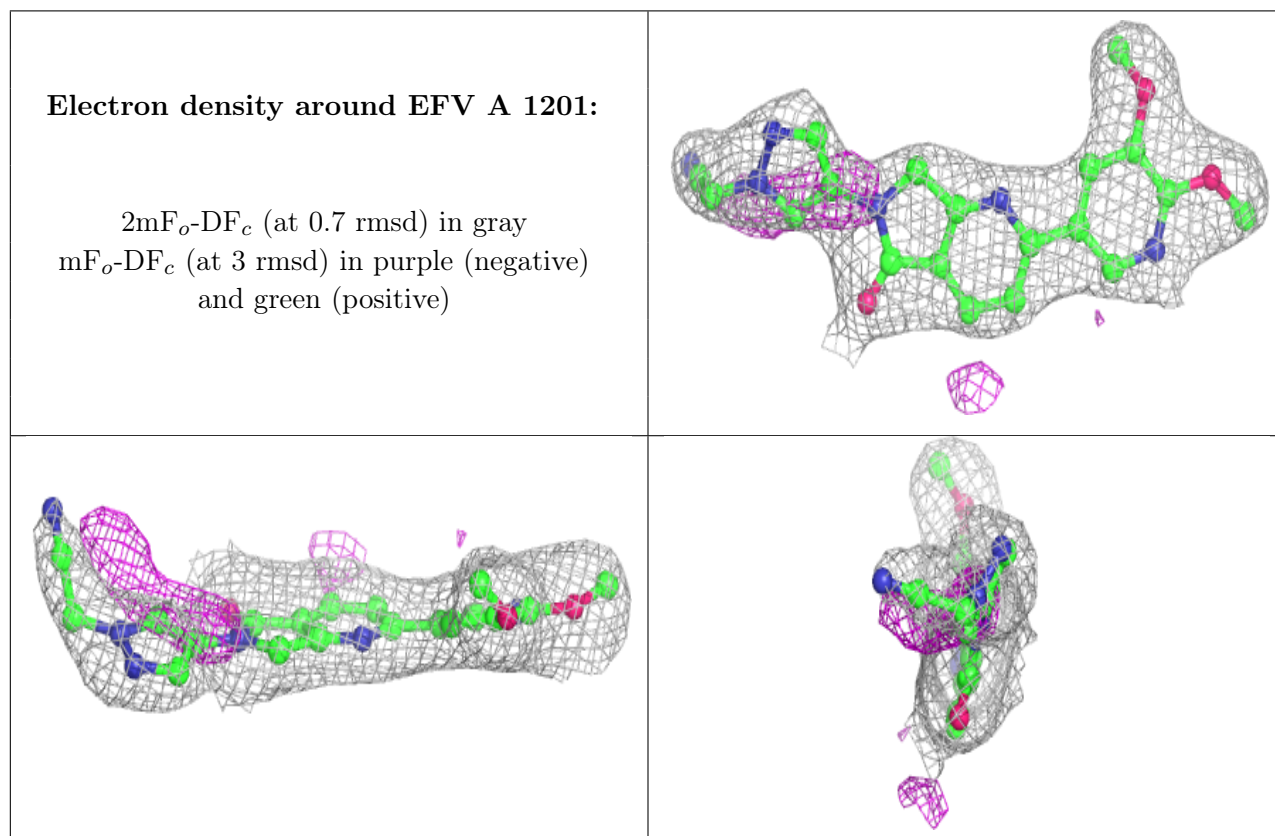 Electron density around EFV A 1201:
2mFₒ-DF𝒸 (at 0.7 rmsd) in gray
mFₒ-DF𝒸 (at 3 rmsd) in purple (negative)
and green (positive)